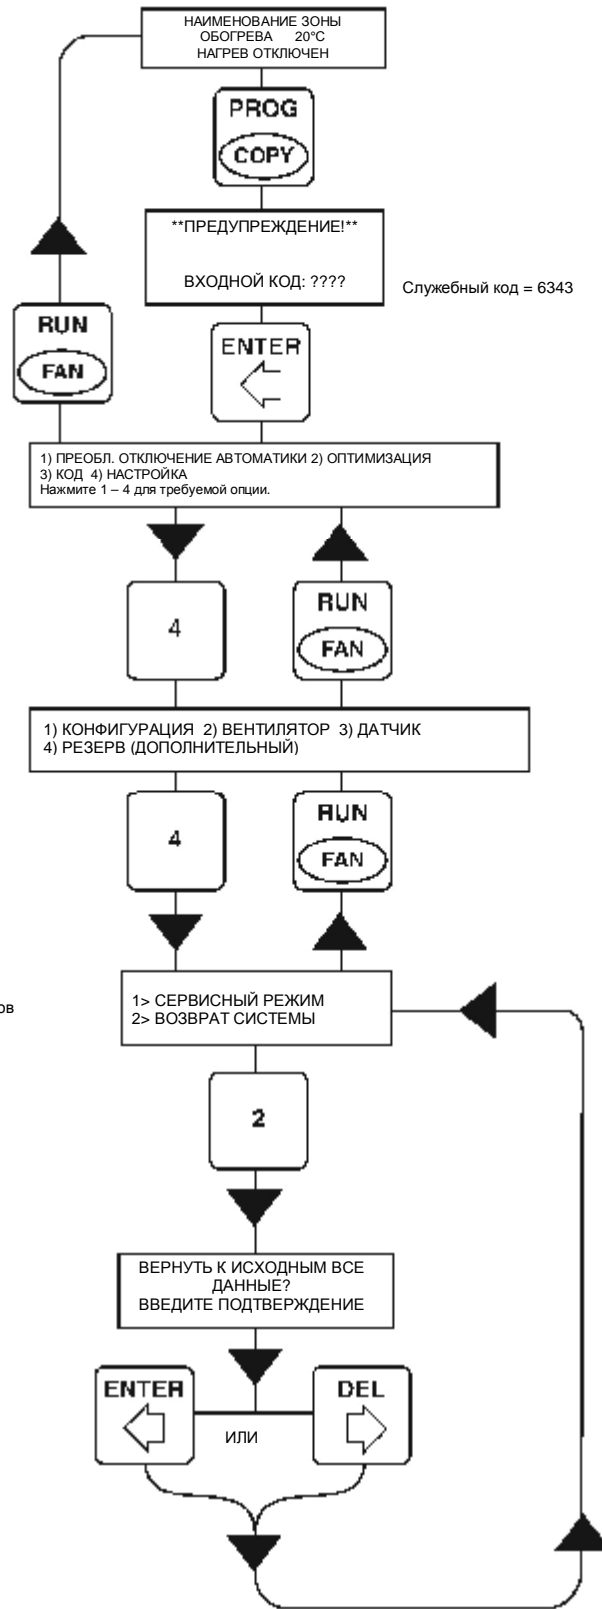 НАИМЕНОВАНИЕ ЗОНЫ
ОБОГРЕВА 20°C
НАГРЕВ ОТКЛЮЧЕН
PROG
COPY
**ПРЕДУПРЕЖДЕНИЕ!**
ВХОДНОЙ КОД: ????
Служебный код = 6343
RUN
FAN
ENTER
1) ПРЕОБЛ. ОТКЛЮЧЕНИЕ АВТОМАТИКИ 2) ОПТИМИЗАЦИЯ
3) КОД 4) НАСТРОЙКА
Нажмите 1 – 4 для требуемой опции.
4
RUN
FAN
1) КОНФИГУРАЦИЯ 2) ВЕНТИЛЯТОР 3) ДАТЧИК
4) РЕЗЕРВ (ДОПОЛНИТЕЛЬНЫЙ)
4
RUN
FAN
ов
1> СЕРВИСНЫЙ РЕЖИМ
2> ВОЗВРАТ СИСТЕМЫ
2
ВЕРНУТЬ К ИСХОДНЫМ ВСЕ
ДАННЫЕ?
ВВЕДИТЕ ПОДТВЕРЖДЕНИЕ
ENTER
ИЛИ
DEL